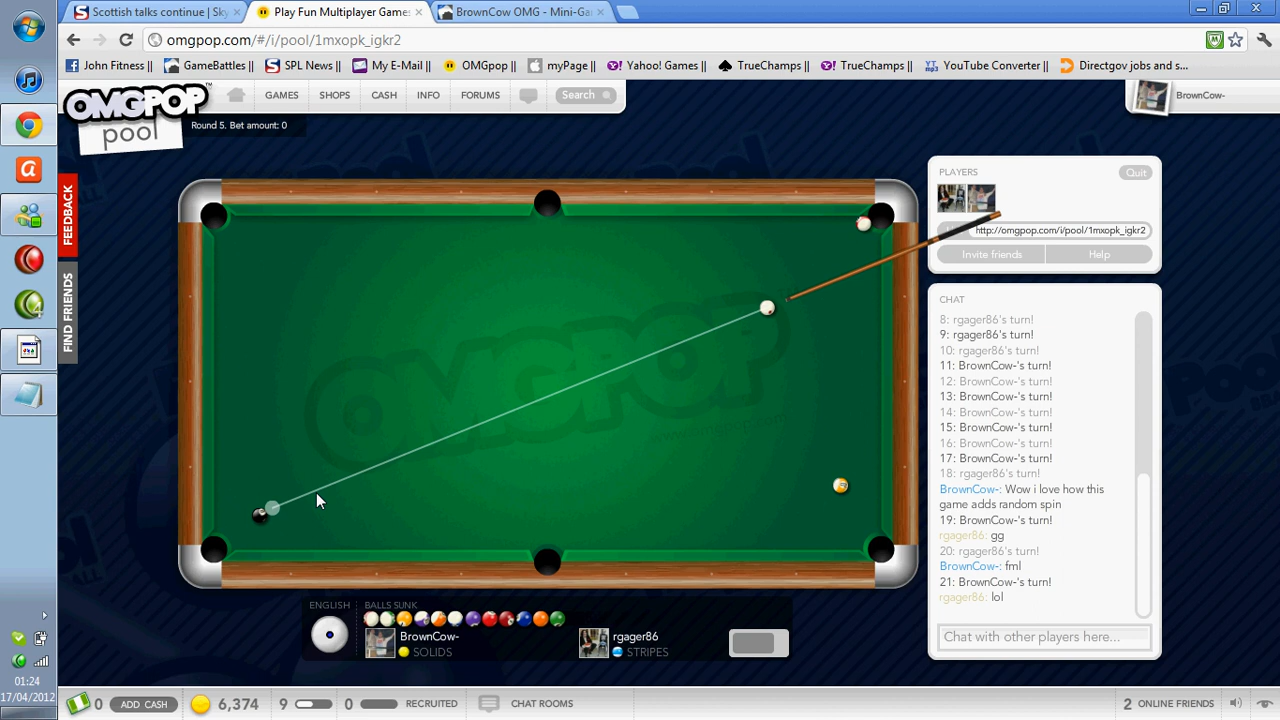 Scottish talks continue | Sky
Play Fun Multiplayer Games
BrownCow OMG - Mini-Ga
omgpop.com/#/i/pool/1mxopk_igkr2
John Fitness || GameBattles || SPL News || My E-Mail || OMGpop || myPage || Yahoo! Games || TrueChamps || TrueChamps || YouTube Converter || Directgov jobs and s...
OMGPOP™
pool
GAMES SHOPS CASH INFO FORUMS Search
BrownCow-
Round 5. Bet amount: 0
FEEDBACK
FIND FRIENDS
OMGPOP
PLAYERS Quit
http://omgpop.com/i/pool/1mxopk_igkr2
Invite friends Help
CHAT
8: rgager86's turn!
9: rgager86's turn!
10: rgager86's turn!
11: BrownCow-'s turn!
12: BrownCow-'s turn!
13: BrownCow-'s turn!
14: BrownCow-'s turn!
15: BrownCow-'s turn!
16: BrownCow-'s turn!
17: BrownCow-'s turn!
18: rgager86's turn!
BrownCow-: Wow i love how this
game adds random spin
19: BrownCow-'s turn!
rgager86: gg
20: rgager86's turn!
BrownCow-: fml
21: BrownCow-'s turn!
rgager86: lol
Chat with other players here...
ENGLISH BALLS SUNK
BrownCow- rgager86
SOLIDS STRIPES
01:24
17/04/2012
0 ADD CASH 6,374 9 0 RECRUITED CHAT ROOMS 2 ONLINE FRIENDS